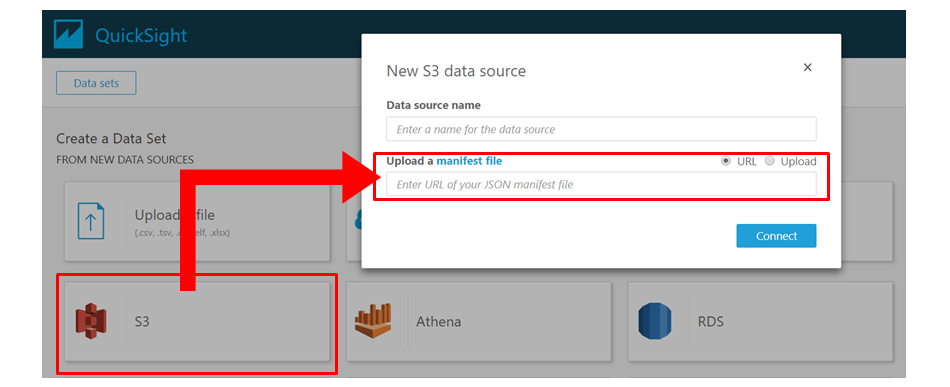 QuickSight
Data sets
Create a Data Set
FROM NEW DATA SOURCES
Upload file
(.csv, .tsv, .xlsx)
S3
Athena
RDS
New S3 data source
×
Data source name
Enter a name for the data source
Upload a manifest file
URL
Upload
Enter URL of your JSON manifest file
Connect